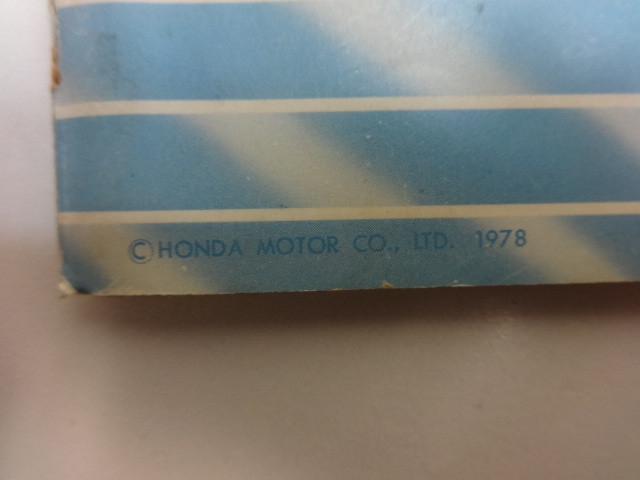 ©HONDA MOTOR CO., LTD. 1978